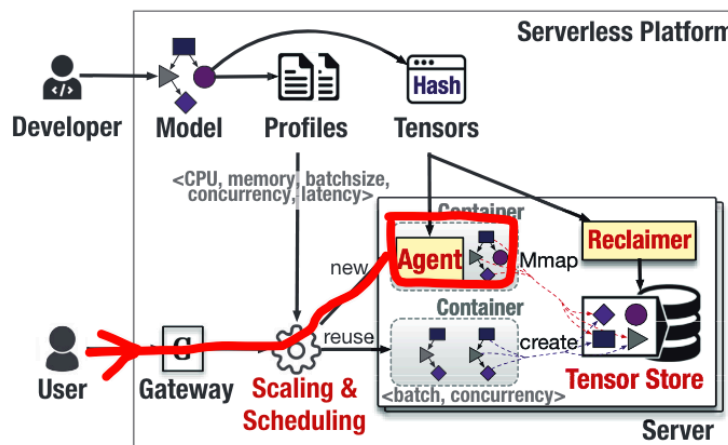 Serverless Platform
Hash
Developer
Model
Profiles
Tensors
<CPU, memory, batchsize,
concurrency, latency>
Container
Reclaimer
Agent
Mmap
new
Container
reuse
create
G
User
Gateway
Scaling &
Scheduling
Tensor Store
<batch, concurrency>
Server